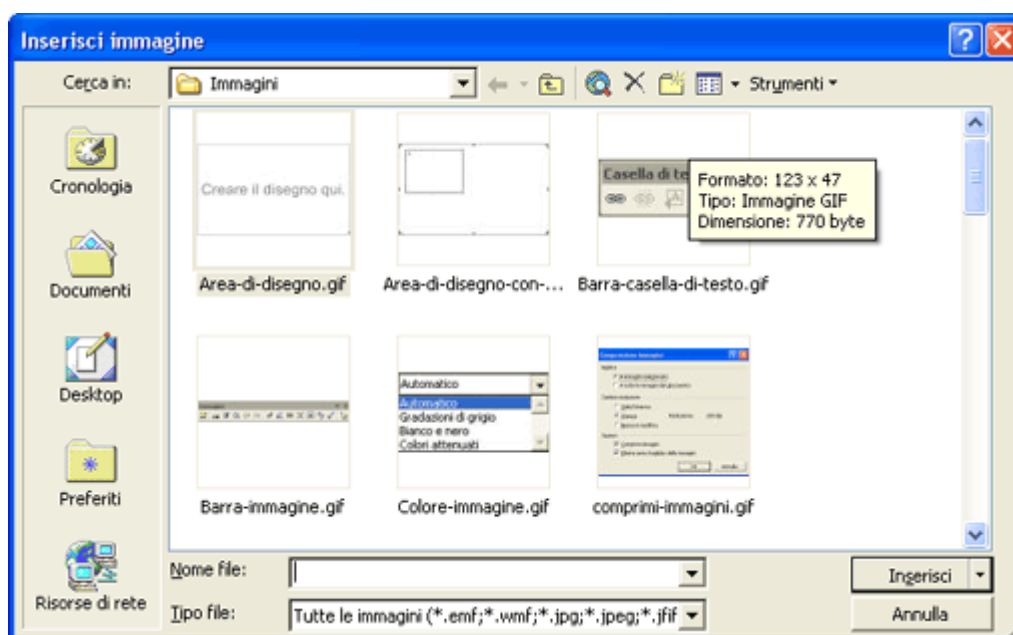 Inserisci immagine
Cerca in:
Immagini
Strumenti
Cronologia
Documenti
Desktop
Preferiti
Risorse di rete
Creare il disegno qui.
Casella di te
Formato: 123 x 47
Tipo: Immagine GIF
Dimensione: 770 byte
Area-di-disegno.gif
Area-di-disegno-con-...
Barra-casella-di-testo.gif
Automatico
Automatico
Gradazioni di grigio
Bianco e nero
Colori attenuati
Barra-immagine.gif
Colore-immagine.gif
comprimi-immagini.gif
Nome file:
Inserisci
Tipo file:
Tutte le immagini (*.emf;*.wmf;*.jpg;*.jpeg;*.jfif
Annulla